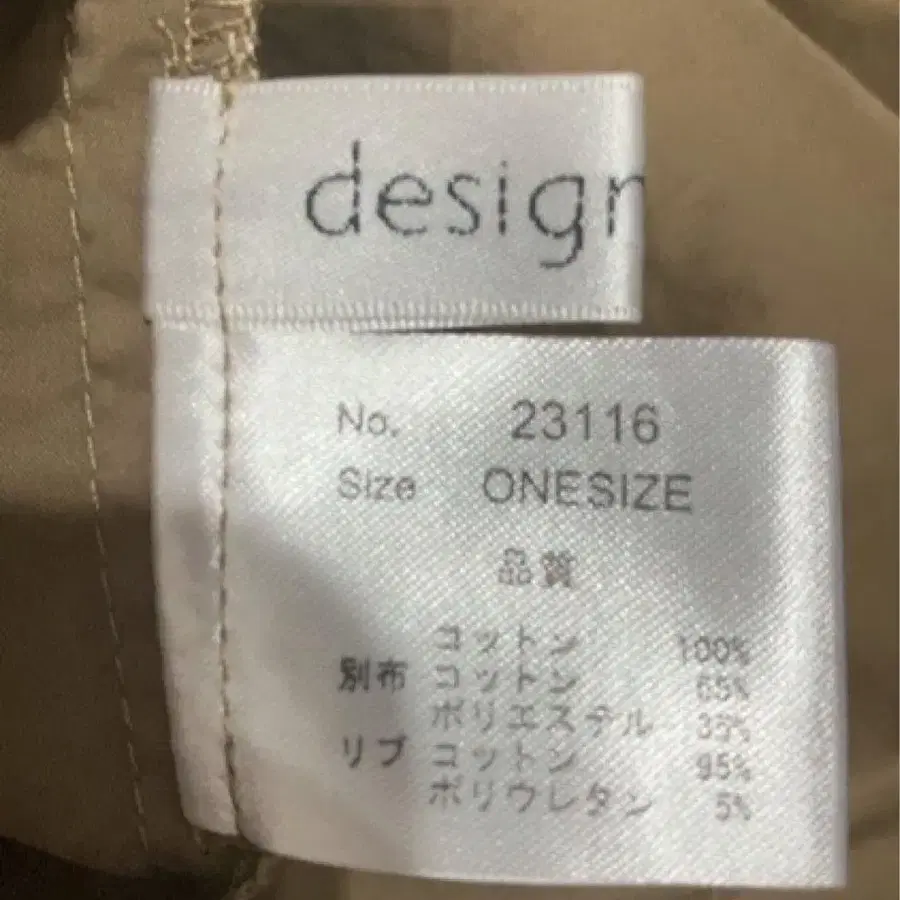 design
No. 23116
Size ONESIZE
品質
コットン 100%
別布 コットン 65%
ポリエステル 35%
リブ コットン 95%
ポリウレタン 5%